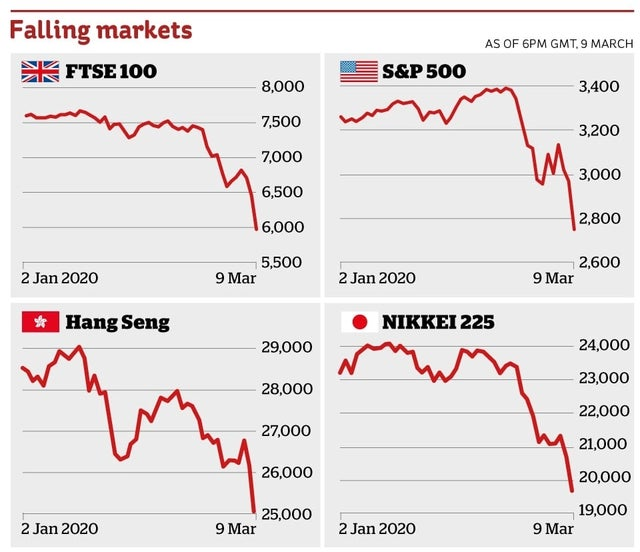 Falling markets
AS OF 6PM GMT, 9 MARCH
FTSE 100
8,000
7,500
7,000
6,500
6,000
5,500
2 Jan 2020 9 Mar
S&P 500
3,400
3,200
3,000
2,800
2,600
2 Jan 2020 9 Mar
Hang Seng
29,000
28,000
27,000
26,000
25,000
2 Jan 2020 9 Mar
NIKKEI 225
24,000
23,000
22,000
21,000
20,000
19,000
2 Jan 2020 9 Mar